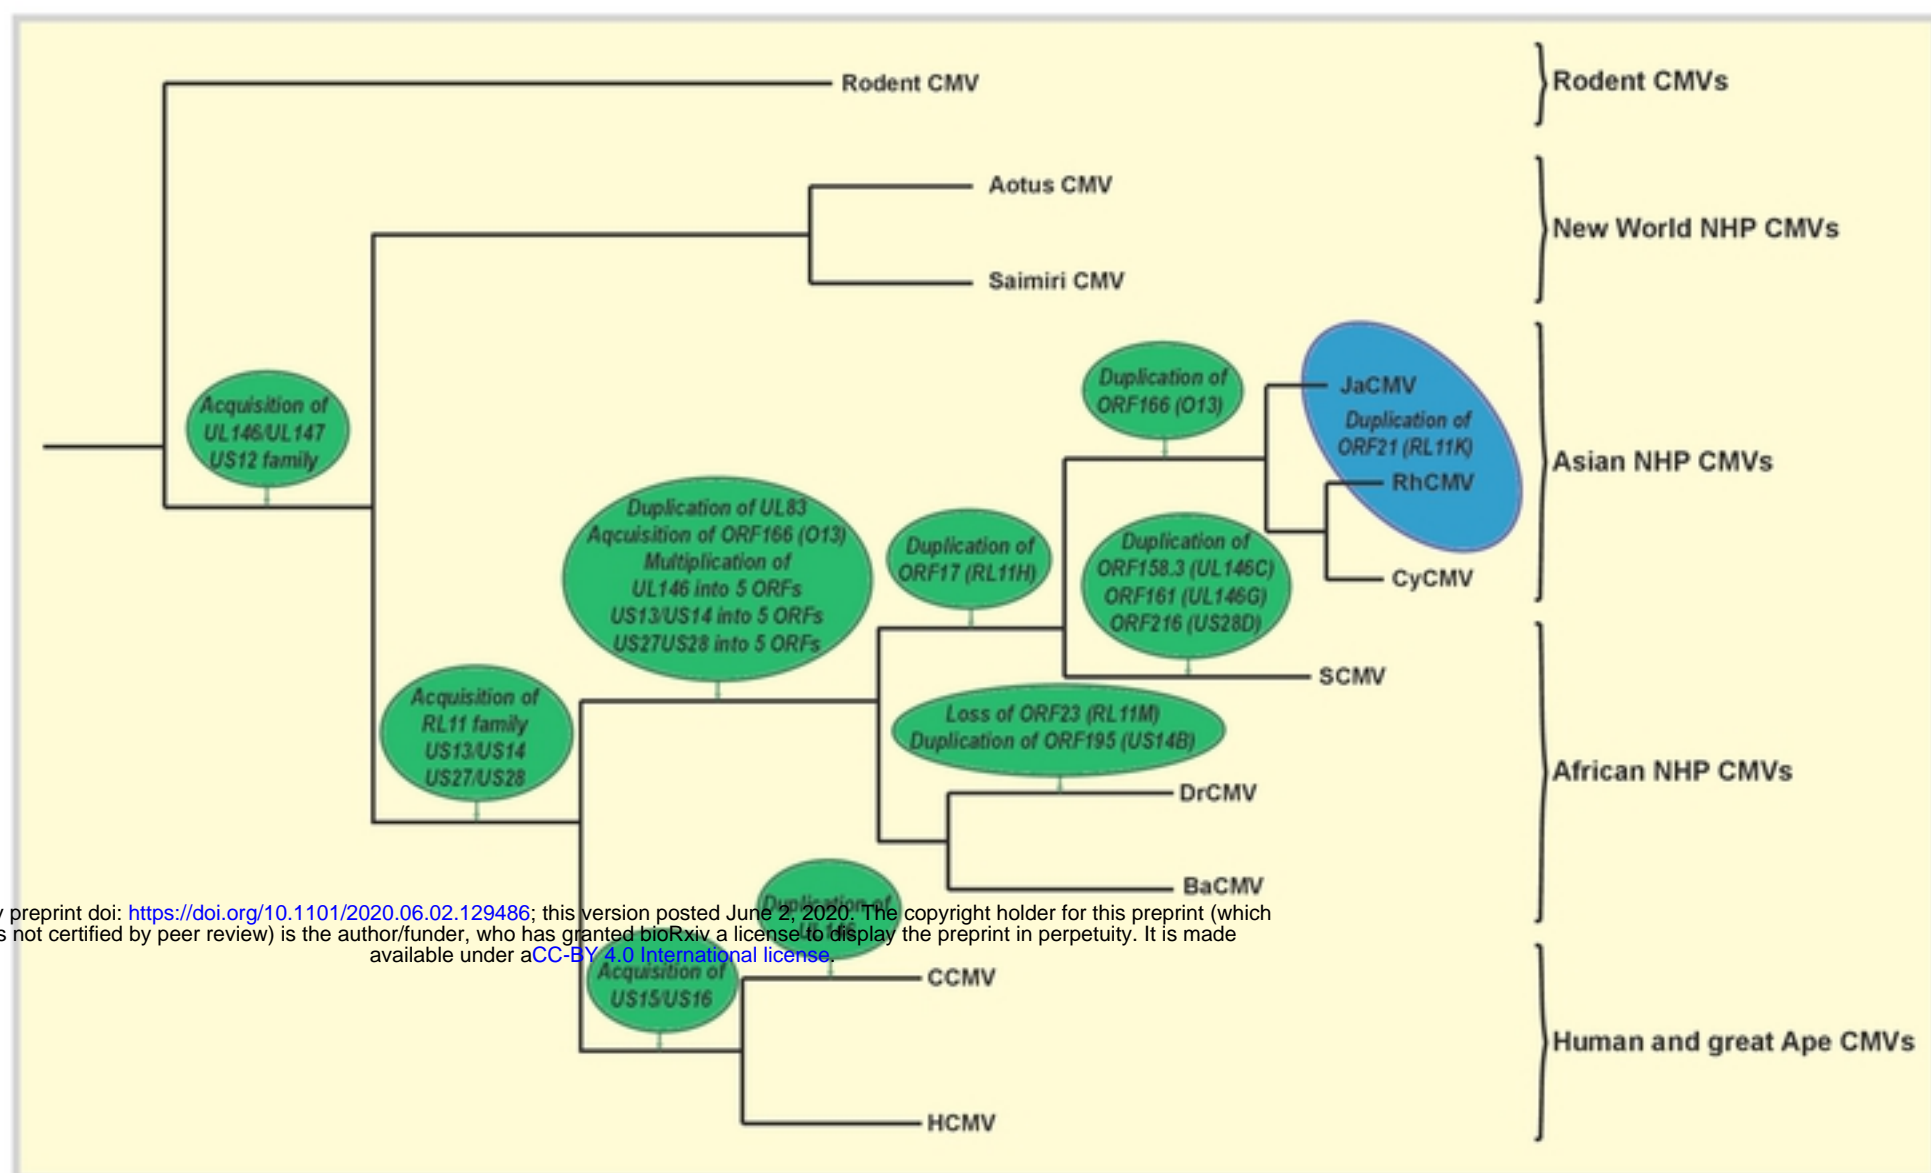 Rodent CMV
Rodent CMVs
Aotus CMV
New World NHP CMVs
Saimiri CMV
Duplication of
ORF166 (O13)
JaCMV
Duplication of
ORF21 (RL11K)
RhCMV
CyCMV
Asian NHP CMVs
Acquisition of
UL146/UL147
US12 family
Duplication of UL83
Aqcuisition of ORF166 (O13)
Multiplication of
UL146 into 5 ORFs
US13/US14 into 5 ORFs
US27US28 into 5 ORFs
Duplication of
ORF17 (RL11H)
Duplication of
ORF158.3 (UL146C)
ORF161 (UL146G)
ORF216 (US28D)
SCMV
Acquisition of
RL11 family
US13/US14
US27/US28
Loss of ORF23 (RL11M)
Duplication of ORF195 (US14B)
DrCMV
African NHP CMVs
BaCMV
Duplication of
y preprint doi: https://doi.org/10.1101/2020.06.02.129486; this version posted June 2, 2020. The copyright holder for this preprint (which
s not certified by peer review) is the author/funder, who has granted bioRxiv a license to display the preprint in perpetuity. It is made
available under aCC-BY 4.0 International license.
Acquisition of
US15/US16
CCMV
Human and great Ape CMVs
HCMV